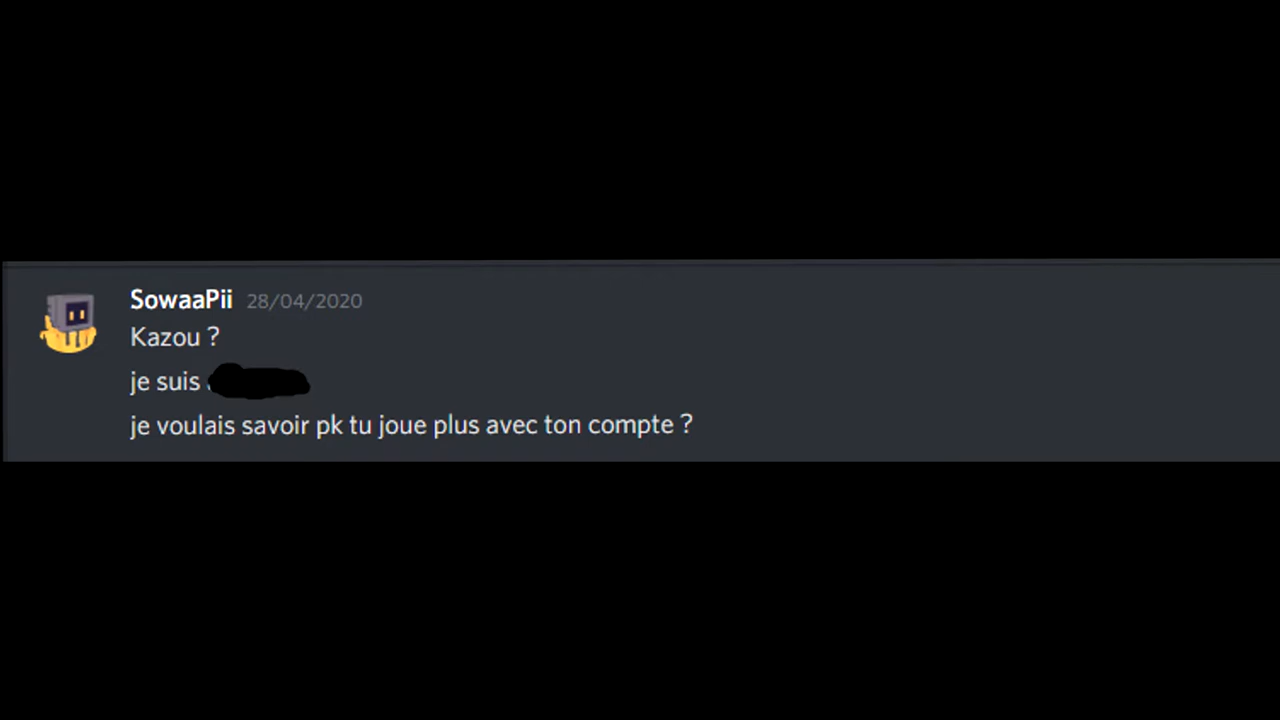 SowaaPii 28/04/2020
Kazou ?
je suis
je voulais savoir pk tu joue plus avec ton compte ?